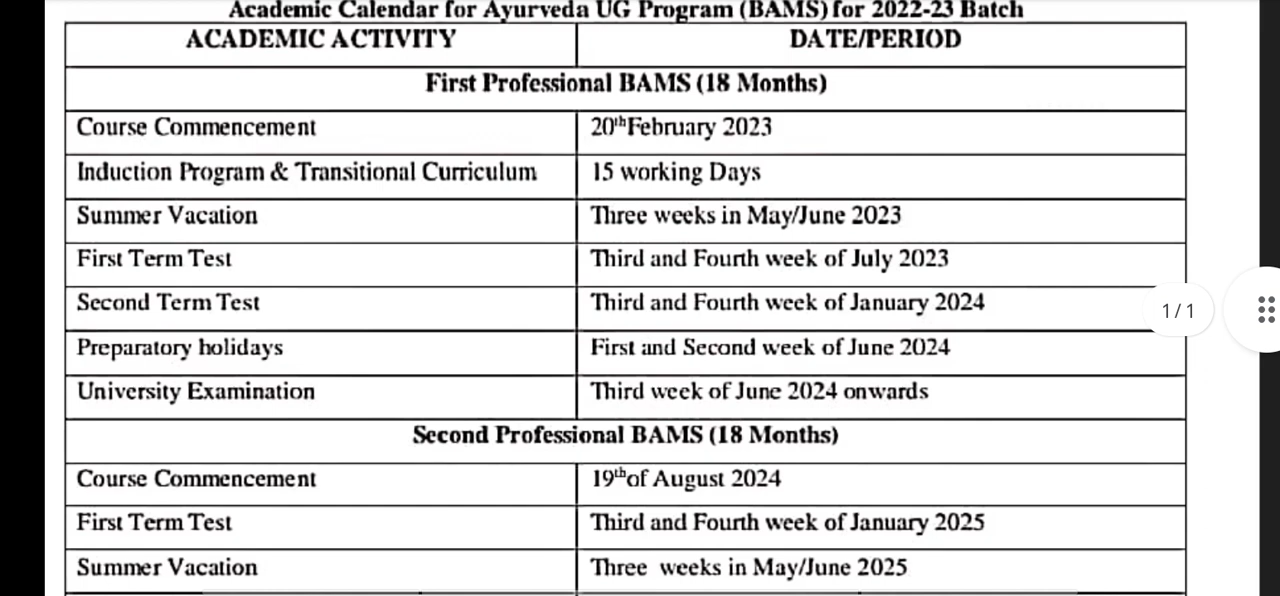 Academic Calendar for Ayurveda UG Program (BAMS) for 2022-23 Batch
ACADEMIC ACTIVITY DATE/PERIOD
First Professional BAMS (18 Months)
Course Commencement 20thFebruary 2023
Induction Program & Transitional Curriculum 15 working Days
Summer Vacation Three weeks in May/June 2023
First Term Test Third and Fourth week of July 2023
Second Term Test Third and Fourth week of January 2024
1/1
Preparatory holidays First and Second week of June 2024
University Examination Third week of June 2024 onwards
Second Professional BAMS (18 Months)
Course Commencement 19thof August 2024
First Term Test Third and Fourth week of January 2025
Summer Vacation Three weeks in May/June 2025